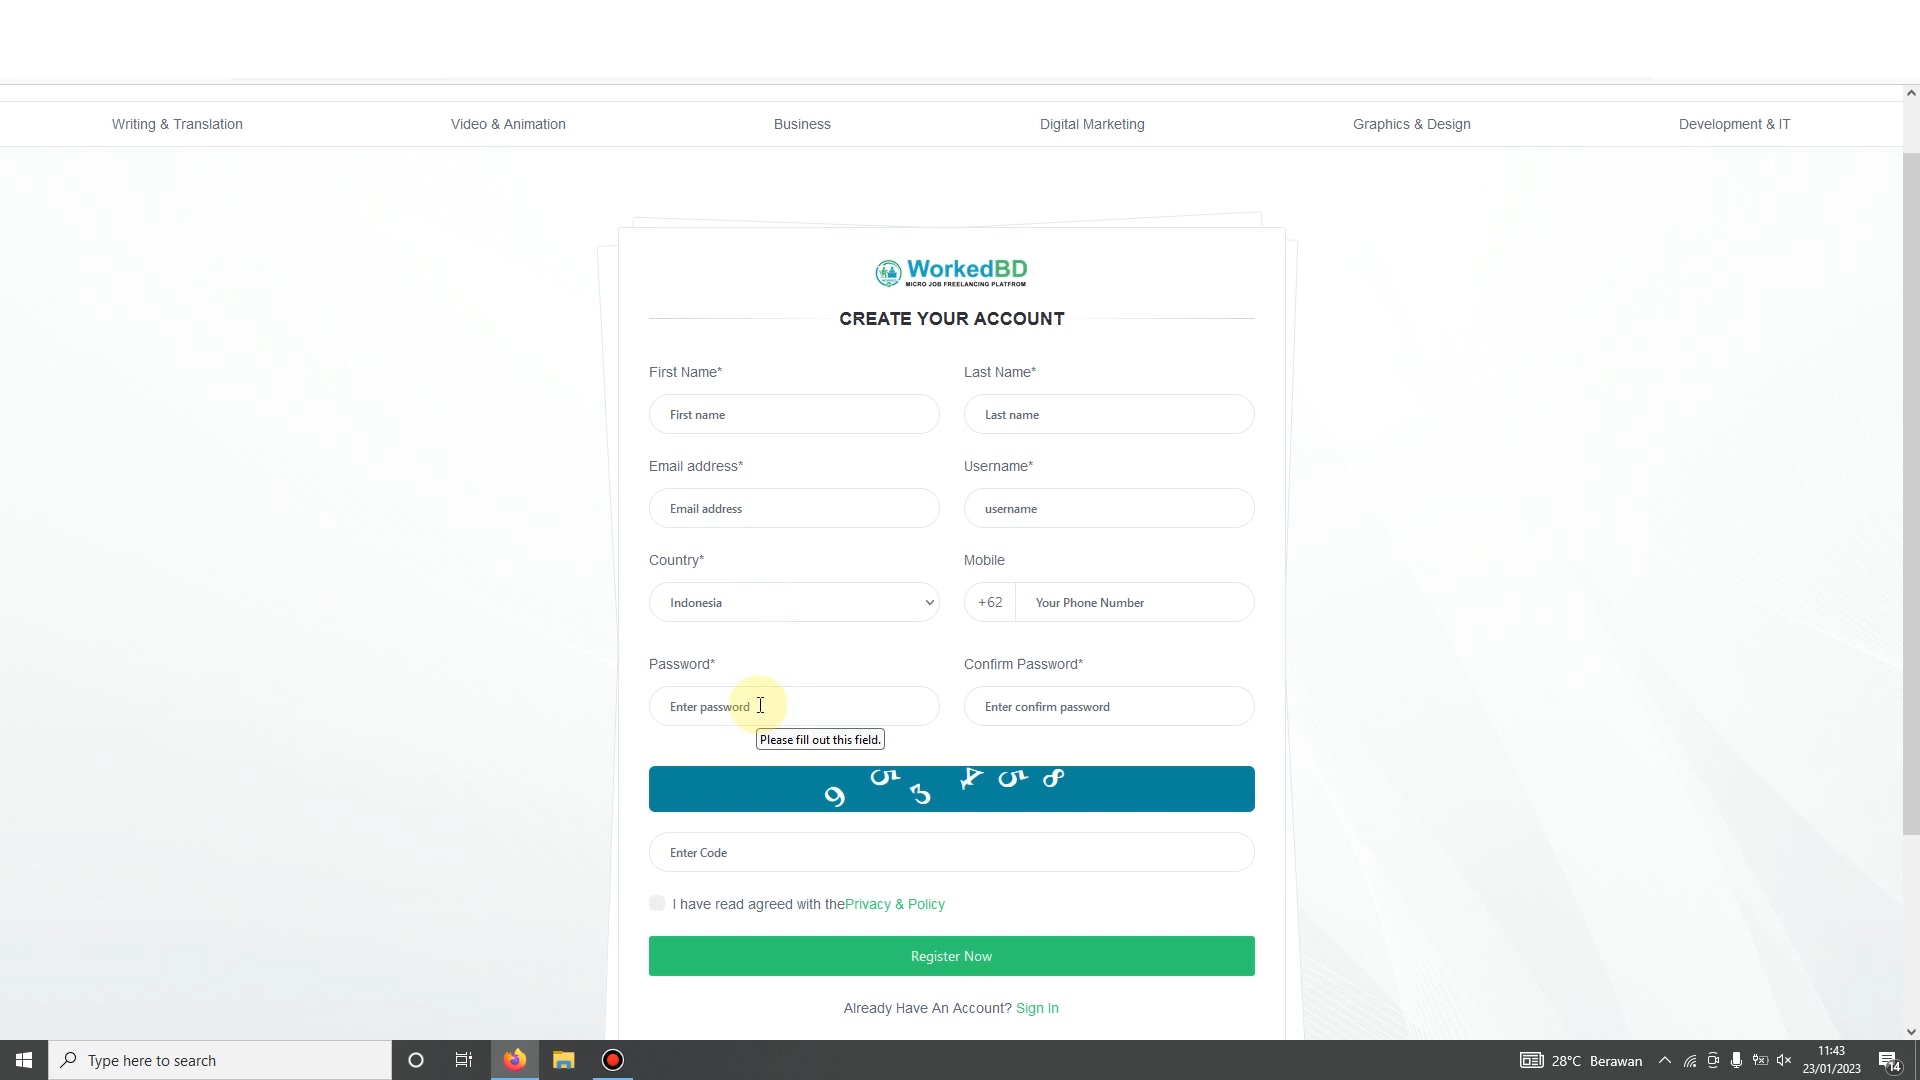 Writing & Translation
Video & Animation
Business
Digital Marketing
Graphics & Design
Development & IT
WorkedBD
MICRO JOB FREELANCING PLATFROM
CREATE YOUR ACCOUNT
First Name*
Last Name*
First name
Last name
Email address*
Username*
Email address
username
Country*
Mobile
Indonesia
+62
Your Phone Number
Password*
Confirm Password*
Enter password
Enter confirm password
Please fill out this field.
953458
Enter Code
I have read agreed with thePrivacy & Policy
Register Now
Already Have An Account? Sign In
Type here to search
28°C Berawan
11:43
23/01/2023
14